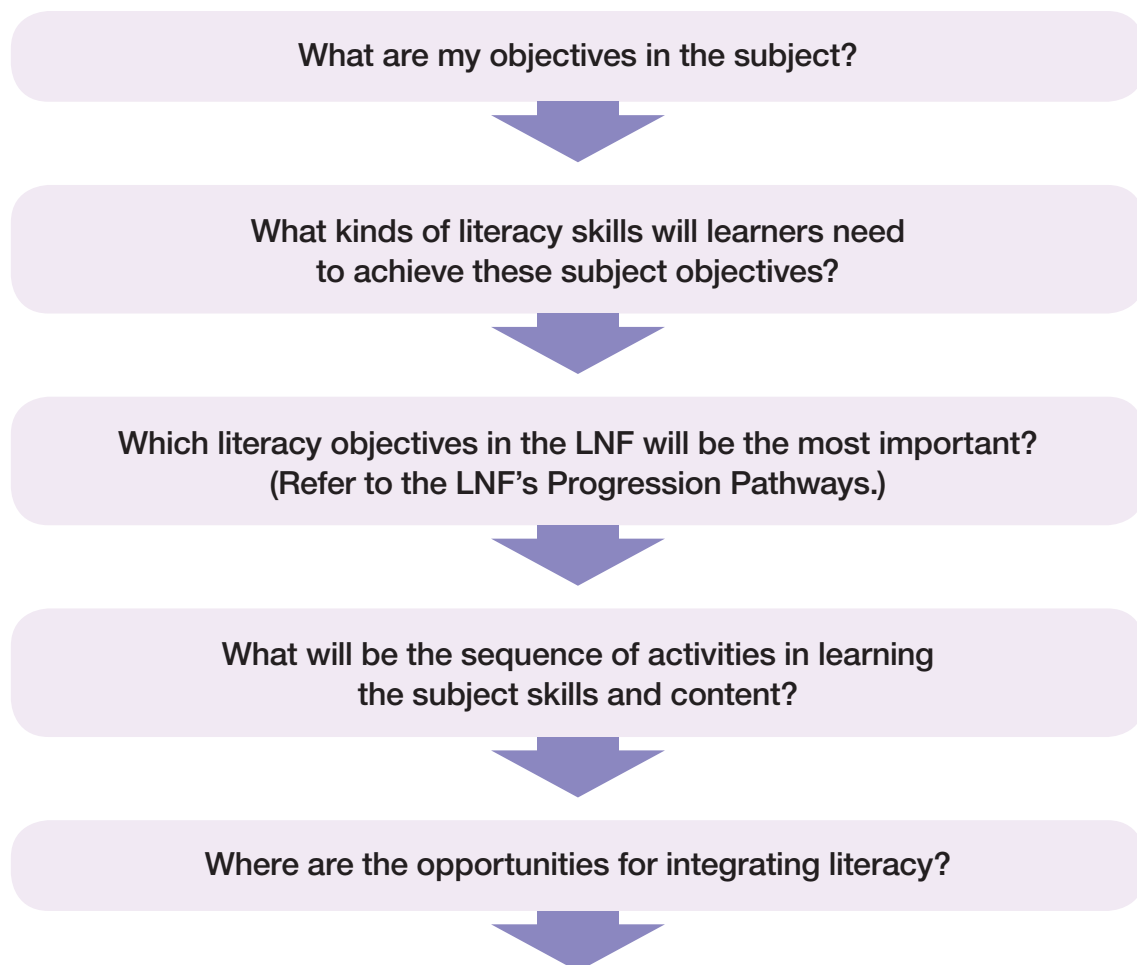 What are my objectives in the subject?
What kinds of literacy skills will learners need
to achieve these subject objectives?
Which literacy objectives in the LNF will be the most important?
(Refer to the LNF’s Progression Pathways.)
What will be the sequence of activities in learning
the subject skills and content?
Where are the opportunities for integrating literacy?